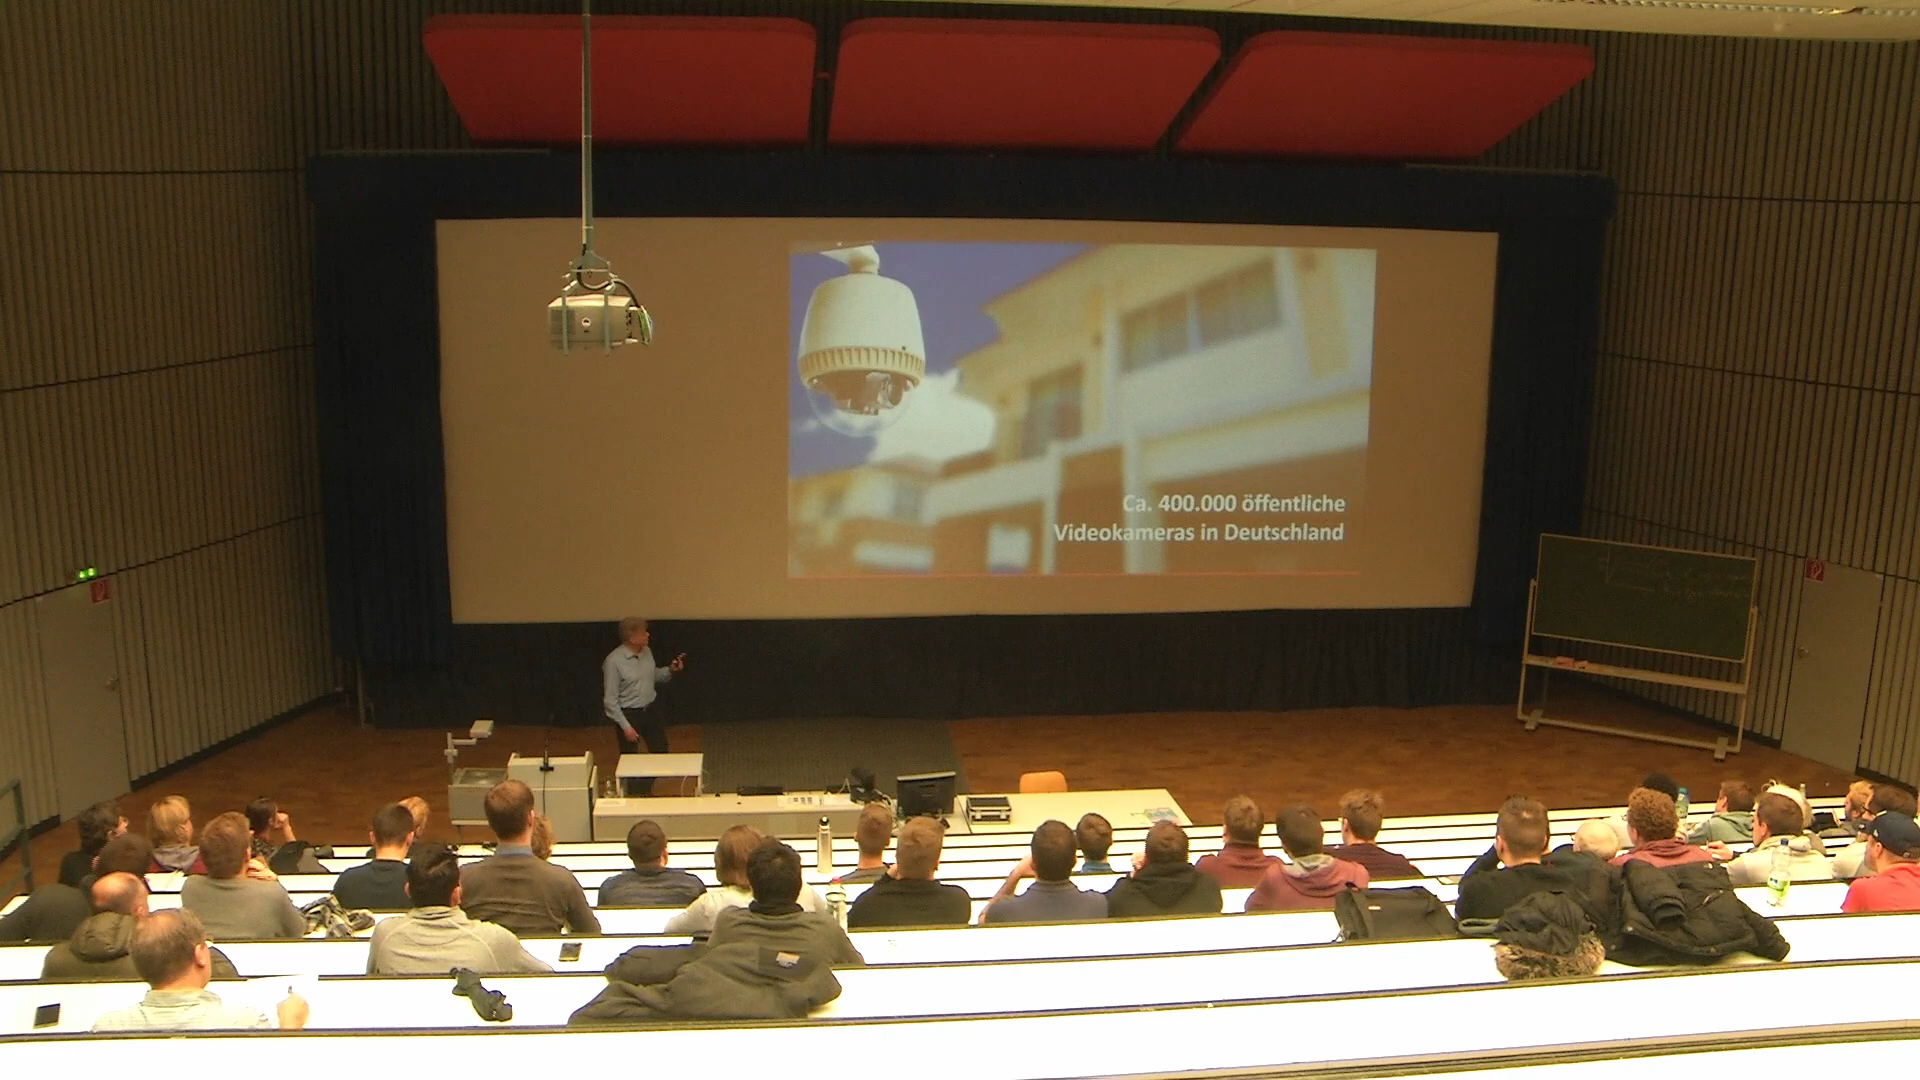 Ca. 400.000 öffentliche
Videokameras in Deutschland